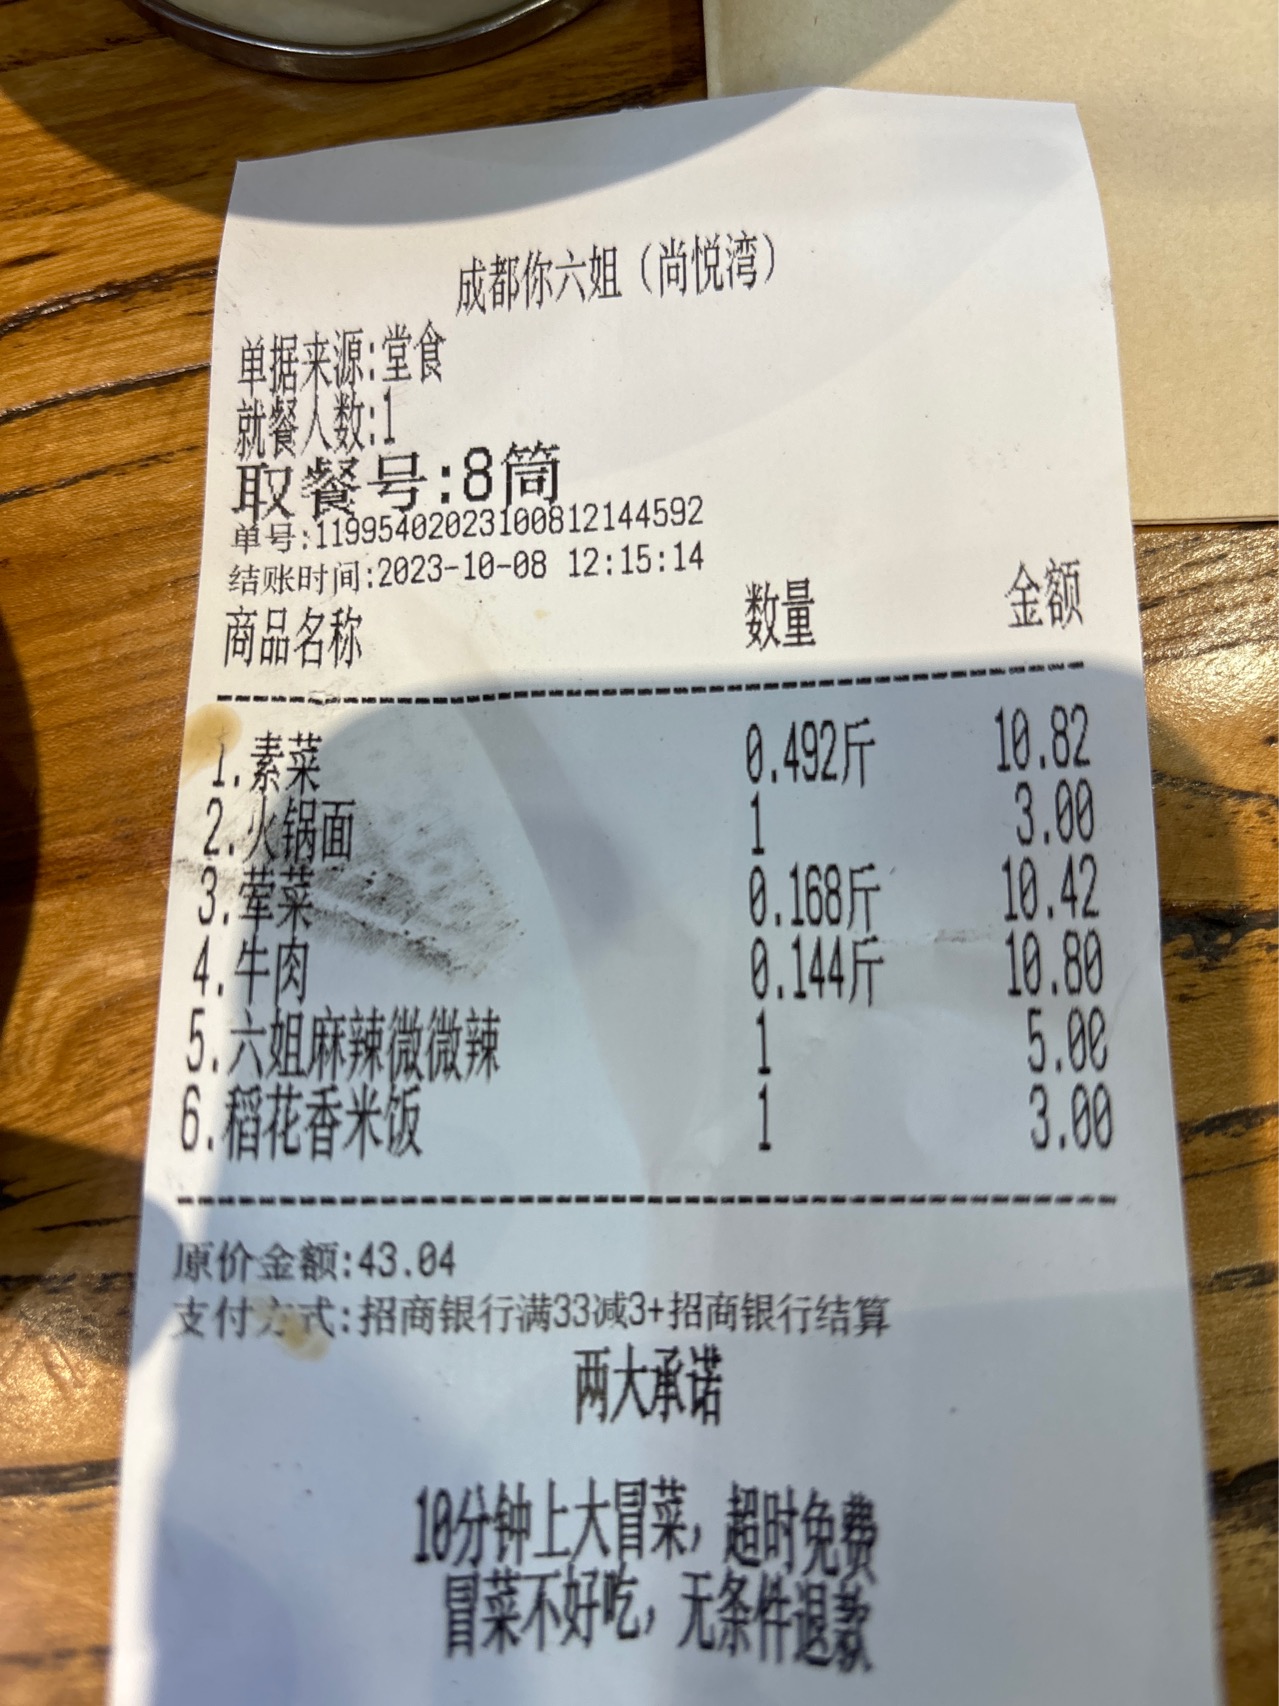 成都你六姐（尚悦湾）
单据来源:堂食
就餐人数:1
取餐号:8筒
单号:11995402023100812144592
结账时间:2023-10-08 12:15:14
商品名称 数量 金额
1.素菜 0.492斤 10.82
2.火锅面 1 3.00
3.荤菜 0.168斤 10.42
4.牛肉 0.144斤 10.80
5.六姐麻辣微微辣 1 5.00
6.稻花香米饭 1 3.00
原价金额:43.04
支付方式:招商银行满33减3+招商银行结算
两大承诺
10分钟上大冒菜，超时免费
冒菜不好吃，无条件退款